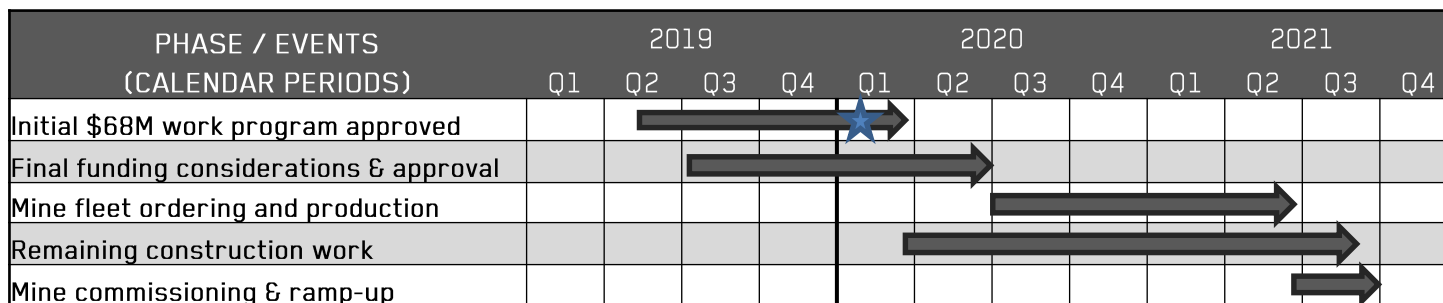 PHASE / EVENTS
(CALENDAR PERIODS)
2019 2020 2021
Q1 Q2 Q3 Q4 Q1 Q2 Q3 Q4 Q1 Q2 Q3 Q4
Initial $68M work program approved
Final funding considerations & approval
Mine fleet ordering and production
Remaining construction work
Mine commissioning & ramp-up